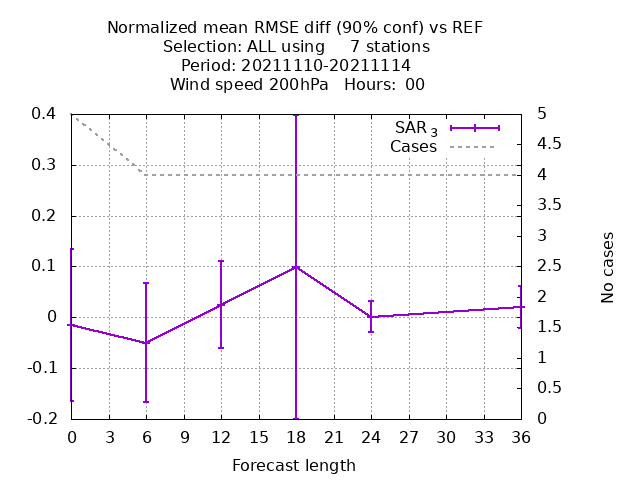 Normalized mean RMSE diff (90% conf) vs REF
Selection: ALL using     7 stations
Period: 20211110-20211114
Wind speed 200hPa   Hours:  00
SAR 3
Cases
0.4
0.3
0.2
0.1
0
-0.1
-0.2
5
4.5
4
3.5
3
2.5
2
1.5
1
0.5
0
No cases
0 3 6 9 12 15 18 21 24 27 30 33 36
Forecast length